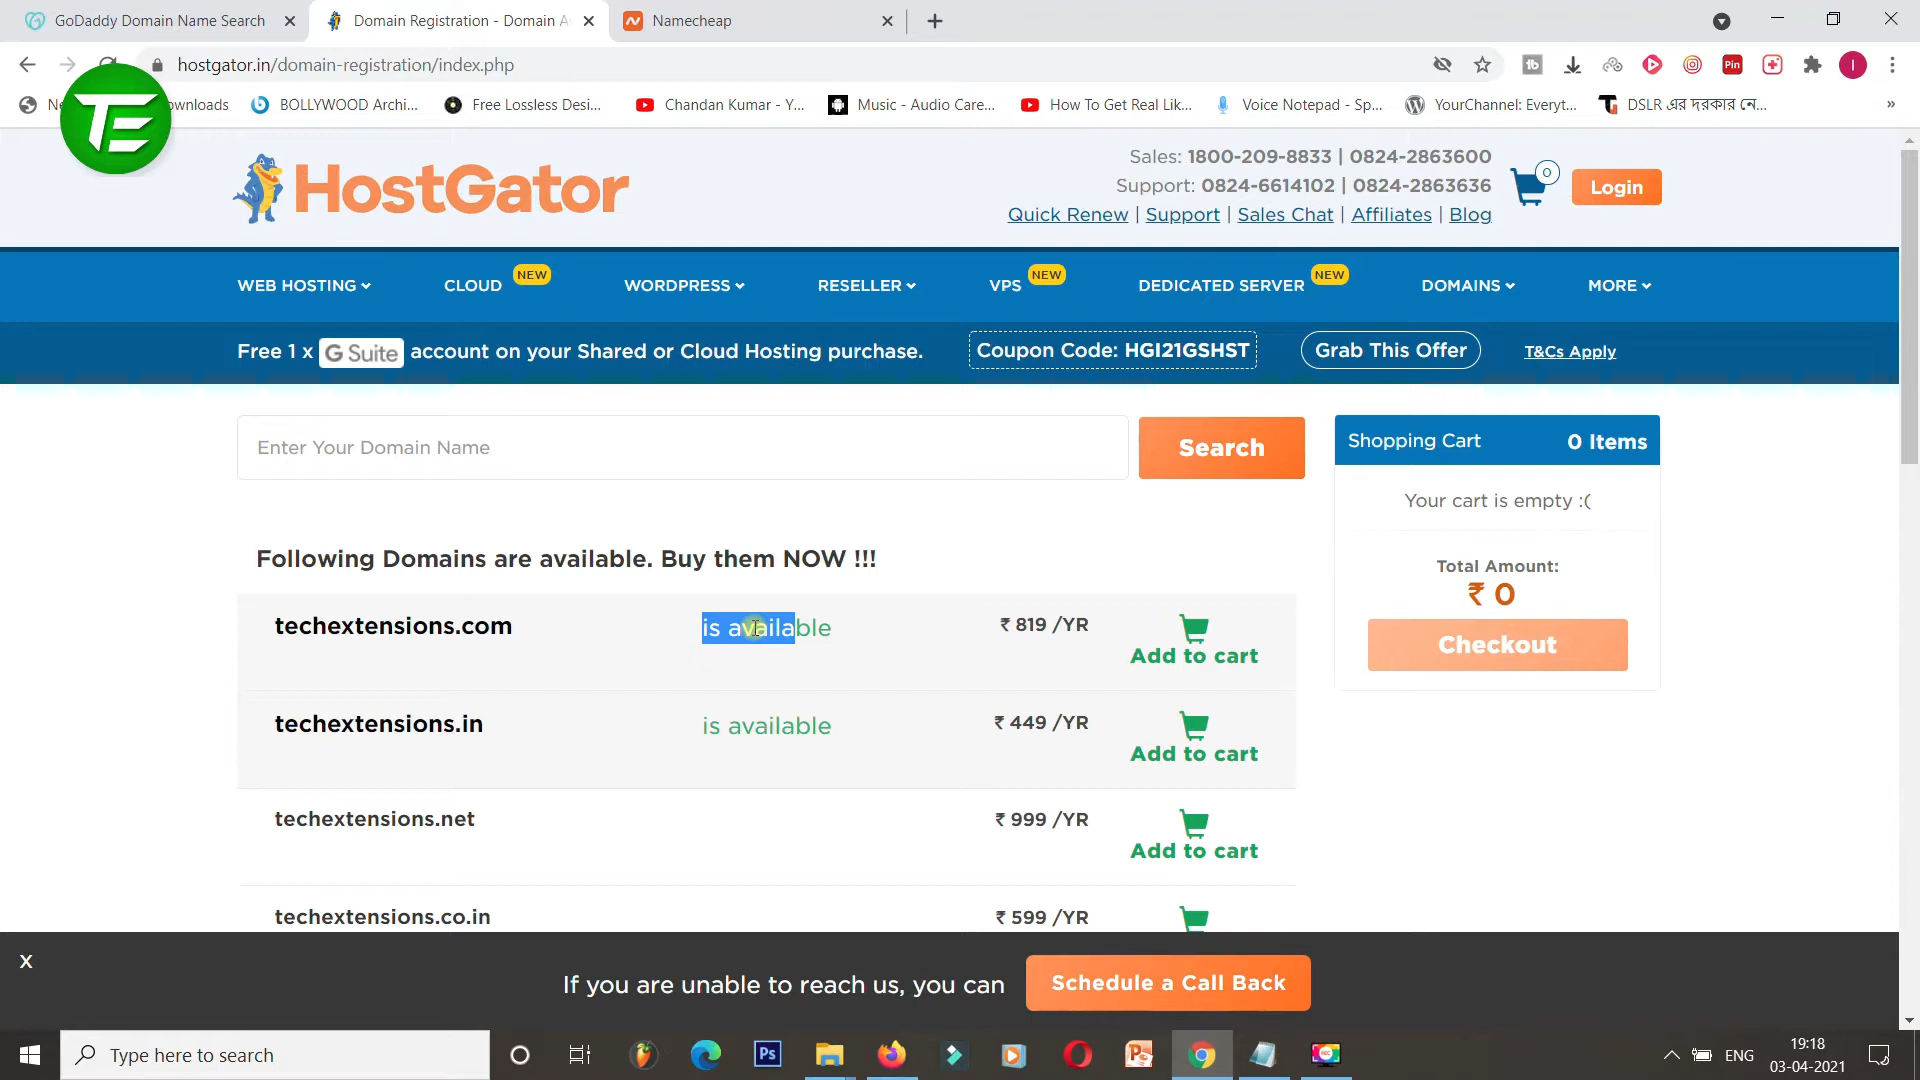 GoDaddy Domain Name Search
Domain Registration - Domain A
Namecheap
hostgator.in/domain-registration/index.php
tb
Pin
I
TE
ownloads
BOLLYWOOD Archi...
Free Lossless Desi...
Chandan Kumar - Y...
Music - Audio Care...
How To Get Real Lik...
Voice Notepad - Sp...
YourChannel: Everyt...
DSLR এর দরকার নে...
»
HostGator
Sales: 1800-209-8833 | 0824-2863600
Support: 0824-6614102 | 0824-2863636
Quick Renew | Support | Sales Chat | Affiliates | Blog
0
Login
WEB HOSTING
CLOUD NEW
WORDPRESS
RESELLER
VPS NEW
DEDICATED SERVER NEW
DOMAINS
MORE
Free 1 x G Suite account on your Shared or Cloud Hosting purchase.
Coupon Code: HGI21GSHST
Grab This Offer
T&Cs Apply
Enter Your Domain Name
Search
Shopping Cart 0 Items
Your cart is empty :(
Total Amount:
₹ 0
Checkout
Following Domains are available. Buy them NOW !!!
techextensions.com is available ₹ 819 /YR
Add to cart
techextensions.in is available ₹ 449 /YR
Add to cart
techextensions.net ₹ 999 /YR
Add to cart
techextensions.co.in ₹ 599 /YR
X
If you are unable to reach us, you can
Schedule a Call Back
Type here to search
Ps
ENG
19:18
03-04-2021